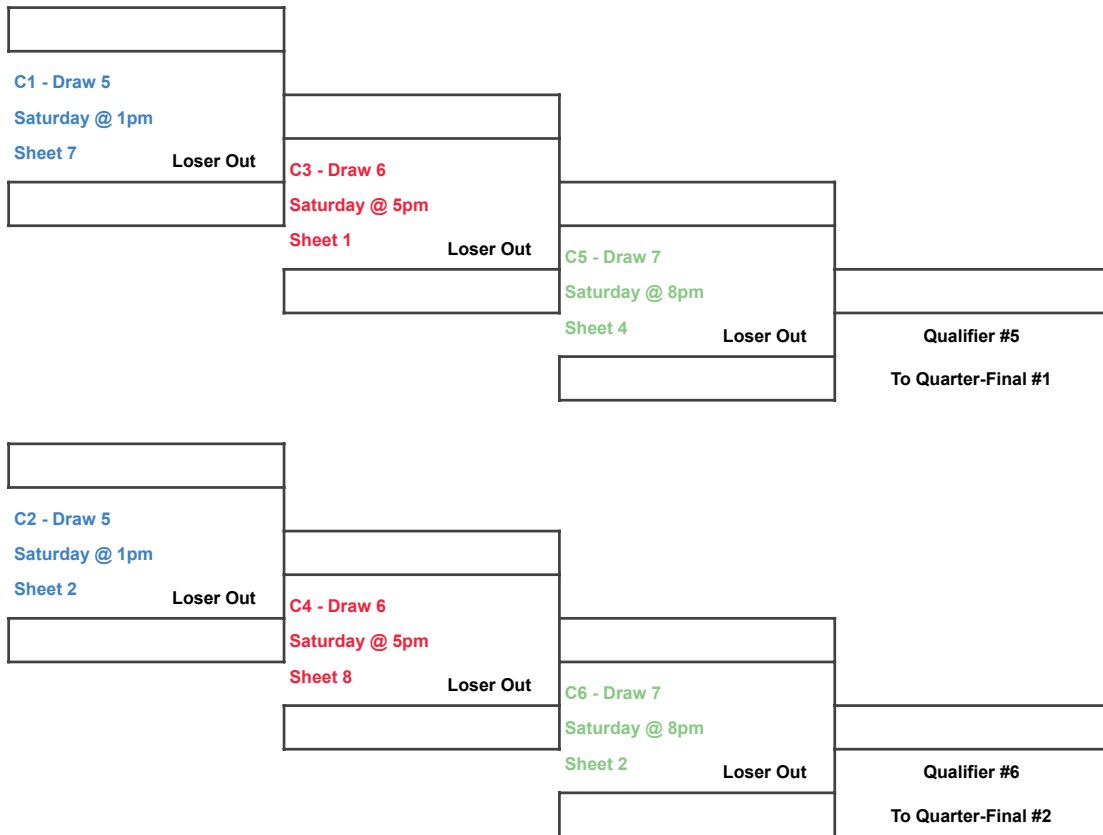 C1 - Draw 5
Saturday @ 1pm
Sheet 7
Loser Out
C3 - Draw 6
Saturday @ 5pm
Sheet 1
Loser Out
C5 - Draw 7
Saturday @ 8pm
Sheet 4
Loser Out
Qualifier #5
To Quarter-Final #1
C2 - Draw 5
Saturday @ 1pm
Sheet 2
Loser Out
C4 - Draw 6
Saturday @ 5pm
Sheet 8
Loser Out
C6 - Draw 7
Saturday @ 8pm
Sheet 2
Loser Out
Qualifier #6
To Quarter-Final #2